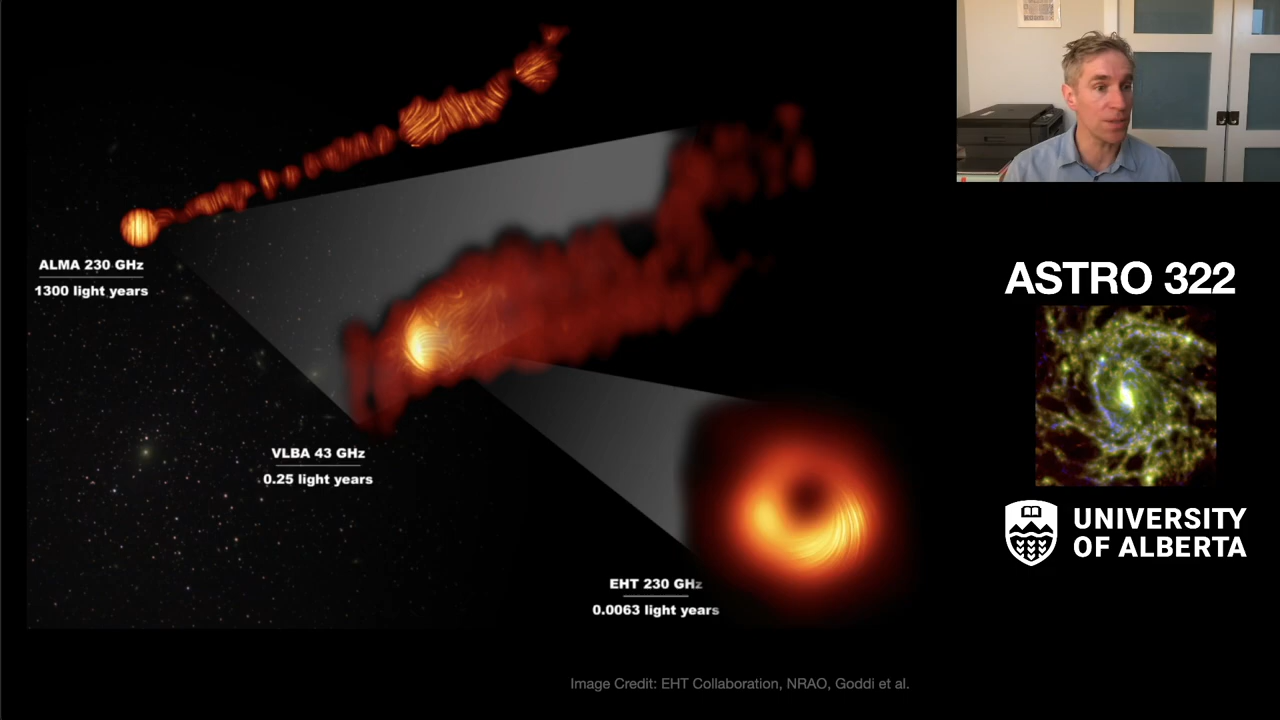 ALMA 230 GHz
1300 light years
VLBA 43 GHz
0.25 light years
EHT 230 GHz
0.0063 light years
Image Credit: EHT Collaboration, NRAO, Goddi et al.
ASTRO 322
UNIVERSITY
OF ALBERTA